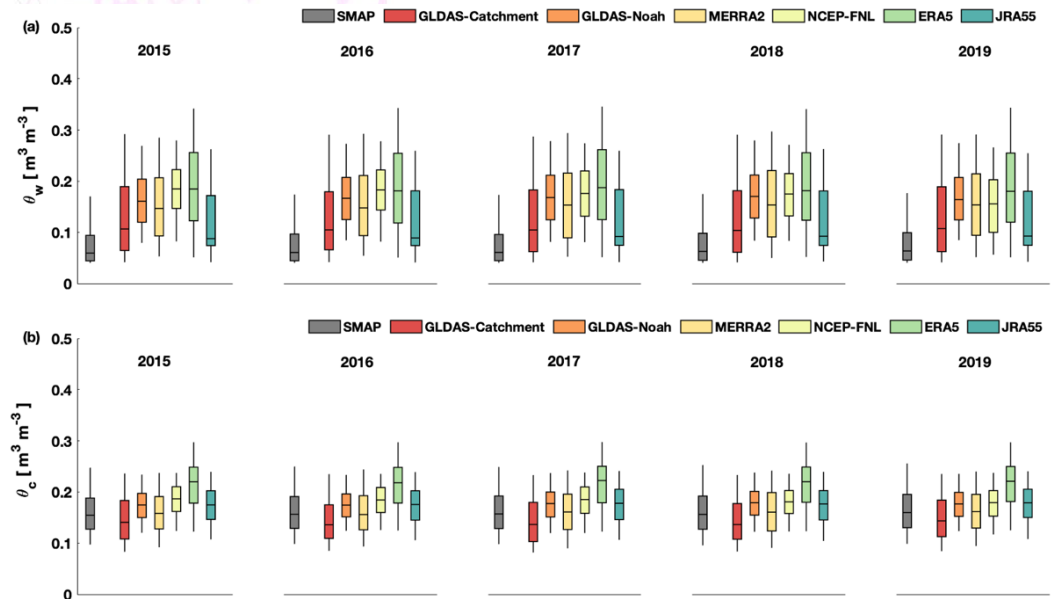 (a)
SMAP GLDAS-Catchment GLDAS-Noah MERRA2 NCEP-FNL ERA5 JRA55
0.5
2015 2016 2017 2018 2019
0.4
0.3
0.2
0.1
0
θw [ m³ m⁻³ ]
(b)
SMAP GLDAS-Catchment GLDAS-Noah MERRA2 NCEP-FNL ERA5 JRA55
0.5
2015 2016 2017 2018 2019
0.4
0.3
0.2
0.1
0
θc [ m³ m⁻³ ]